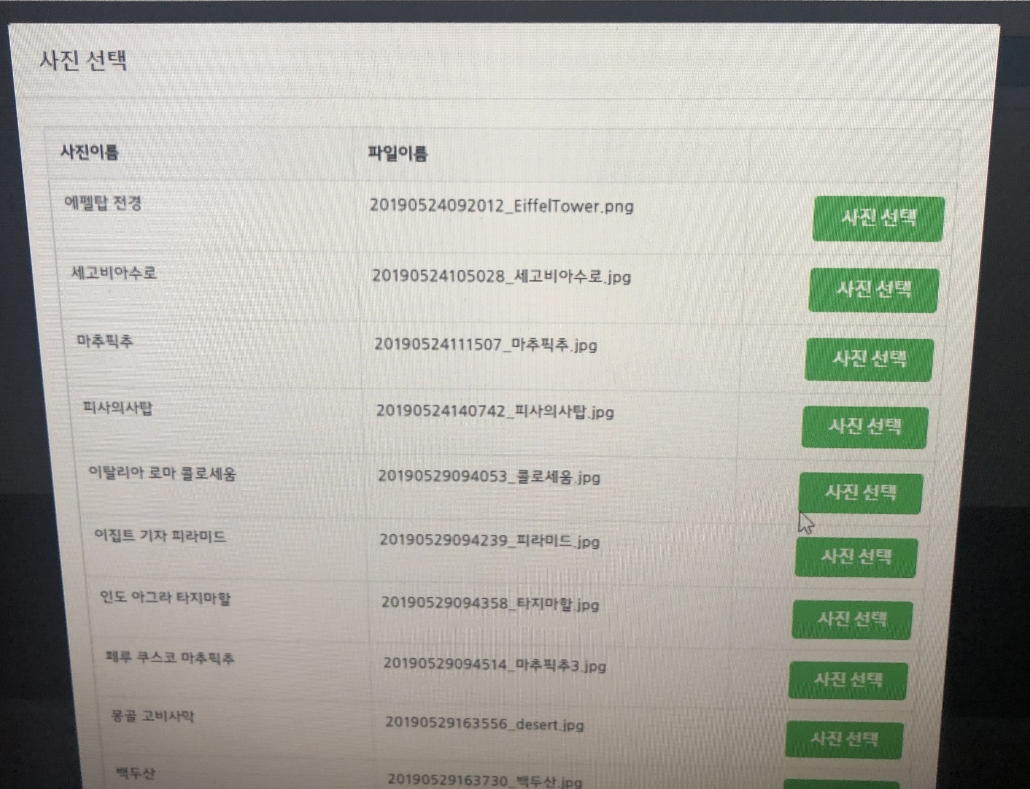 사진 선택
사진이름 파일이름
에펠탑 전경 20190524092012_EiffelTower.png 사진 선택
세고비아수로 20190524105028_세고비아수로.jpg 사진 선택
마추픽추 20190524111507_마추픽추.jpg 사진 선택
피사의사탑 20190524140742_피사의사탑.jpg 사진 선택
이탈리아 로마 콜로세움 20190529094053_콜로세움.jpg 사진 선택
이집트 기자 피라미드 20190529094239_피라미드.jpg 사진 선택
인도 아그라 타지마할 20190529094358_타지마할.jpg 사진 선택
페루 쿠스코 마추픽추 20190529094514_마추픽추3.jpg 사진 선택
몽골 고비사막 20190529163556_desert.jpg 사진 선택
백두산 20190529163730_백두산.jpg